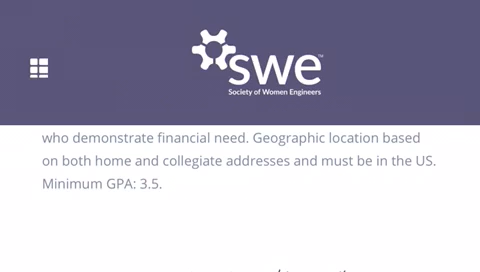 swe™
Society of Women Engineers
who demonstrate financial need. Geographic location based
on both home and collegiate addresses and must be in the US.
Minimum GPA: 3.5.